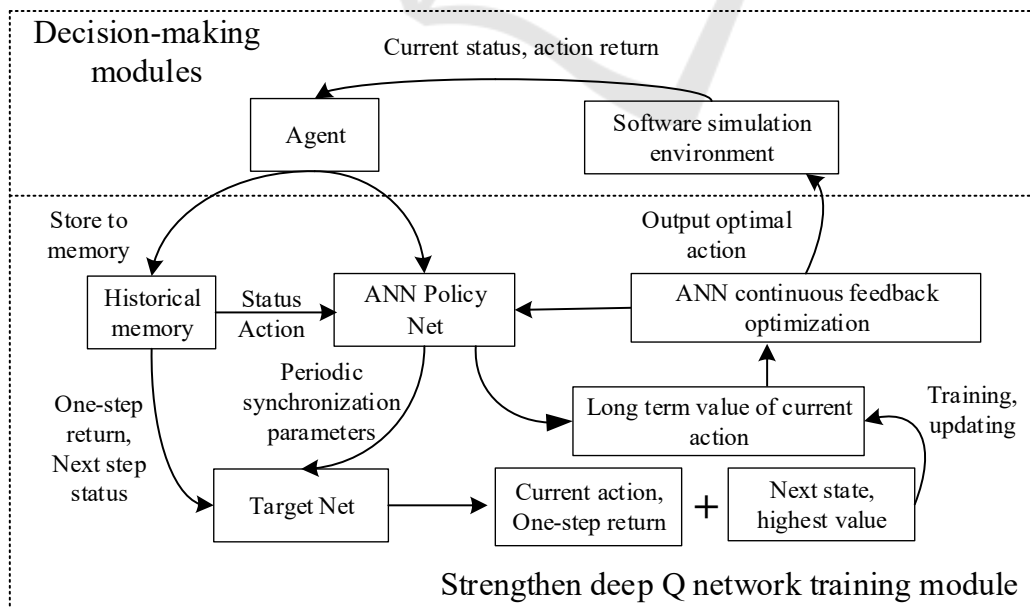 Decision-making
modules
Current status, action return
Agent
Software simulation
environment
Store to
memory
Output optimal
action
Historical
memory
Status
Action
ANN Policy
Net
ANN continuous feedback
optimization
One-step
return,
Next step
status
Periodic
synchronization
parameters
Long term value of current
action
Training,
updating
Target Net
Current action,
One-step return
+
Next state,
highest value
Strengthen deep Q network training module